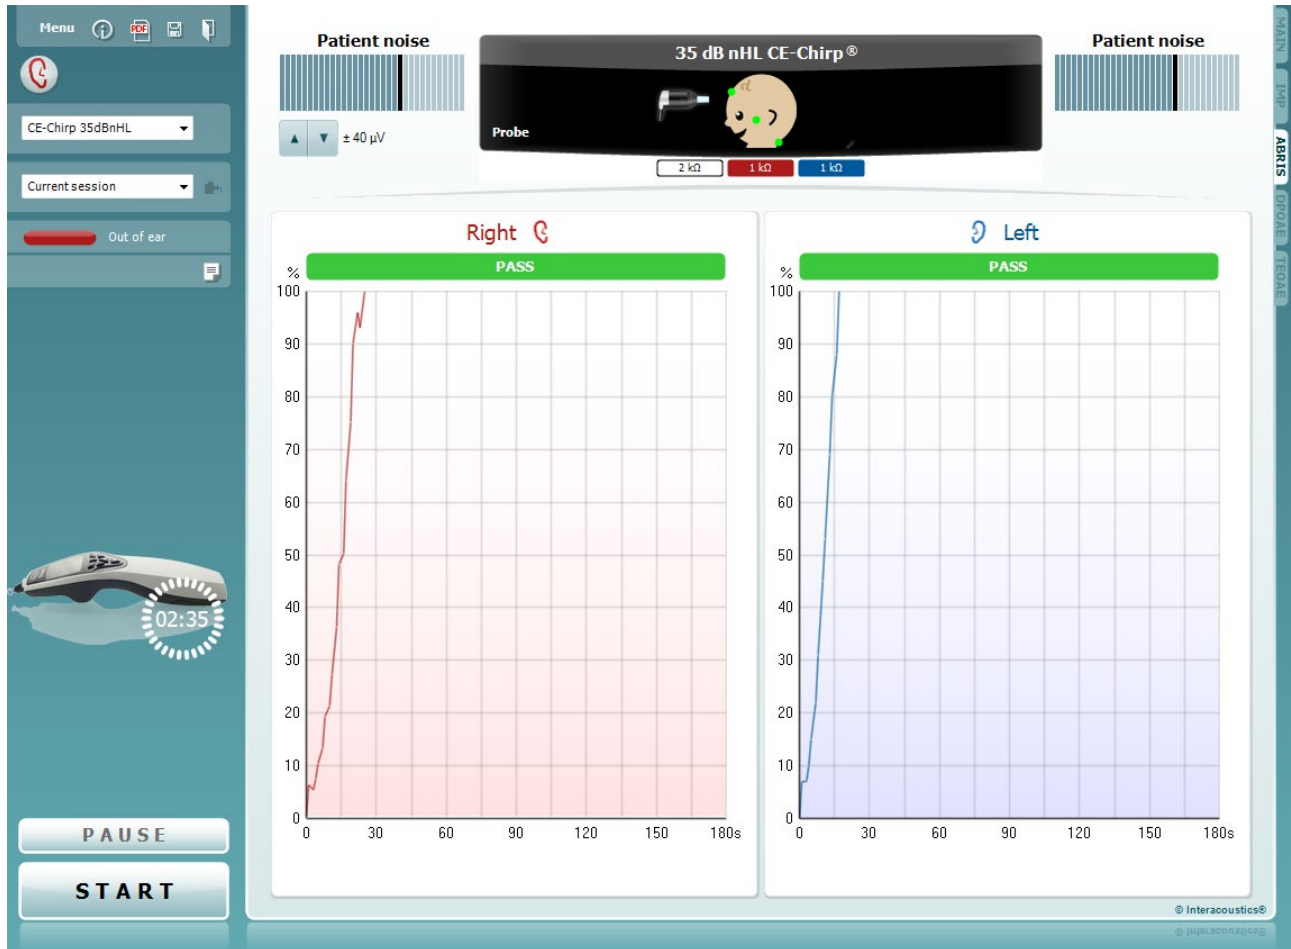 Menu
PDF
CE-Chirp 35dBnHL
Current session
Out of ear
02:35
PAUSE
START
Patient noise
± 40 µV
35 dB nHL CE-Chirp®
Probe
2 kΩ 1 kΩ 1 kΩ
Patient noise
MAIN
IMP
ABRIS
DPOAE
TEOAE
Right
PASS
%
100
90
80
70
60
50
40
30
20
10
0
0 30 60 90 120 150 180s
Left
PASS
%
100
90
80
70
60
50
40
30
20
10
0
0 30 60 90 120 150 180s
© Interacoustics®